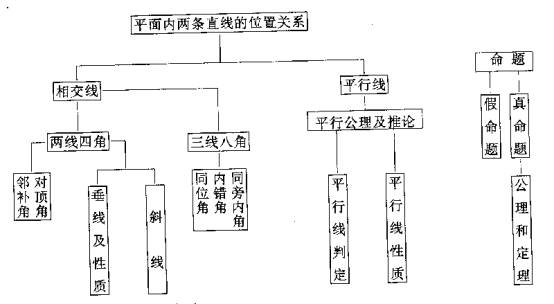 平面内两条直线的位置关系
命题
相交线
平行线
假命题
真命题
平行公理及推论
两线四角
三线八角
邻补角
对顶角
垂线及性质
斜线
同位角
内错角
同旁内角
平行线判定
平行线性质
公理和定理